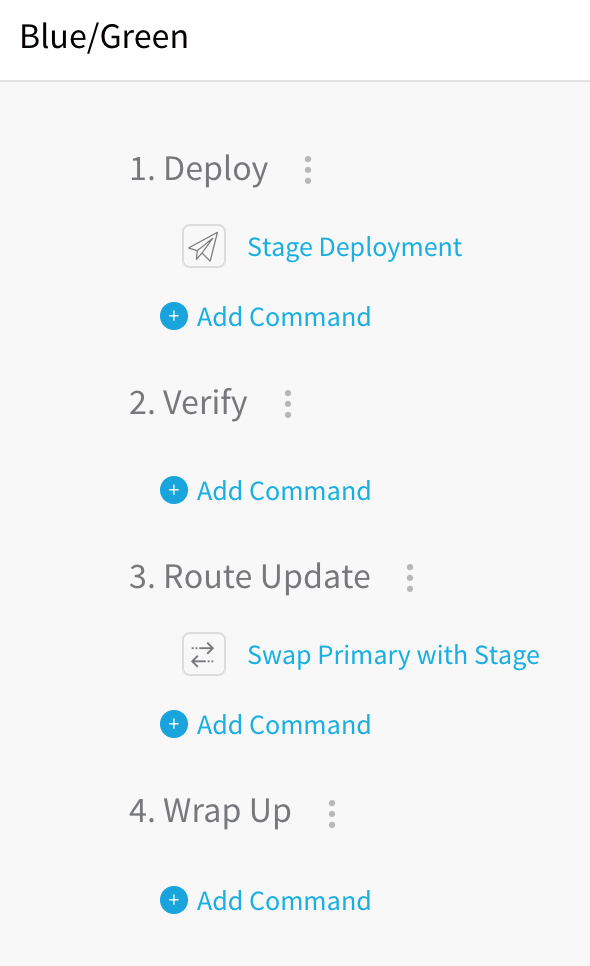 Blue/Green
1. Deploy
Stage Deployment
Add Command
2. Verify
Add Command
3. Route Update
Swap Primary with Stage
Add Command
4. Wrap Up
Add Command